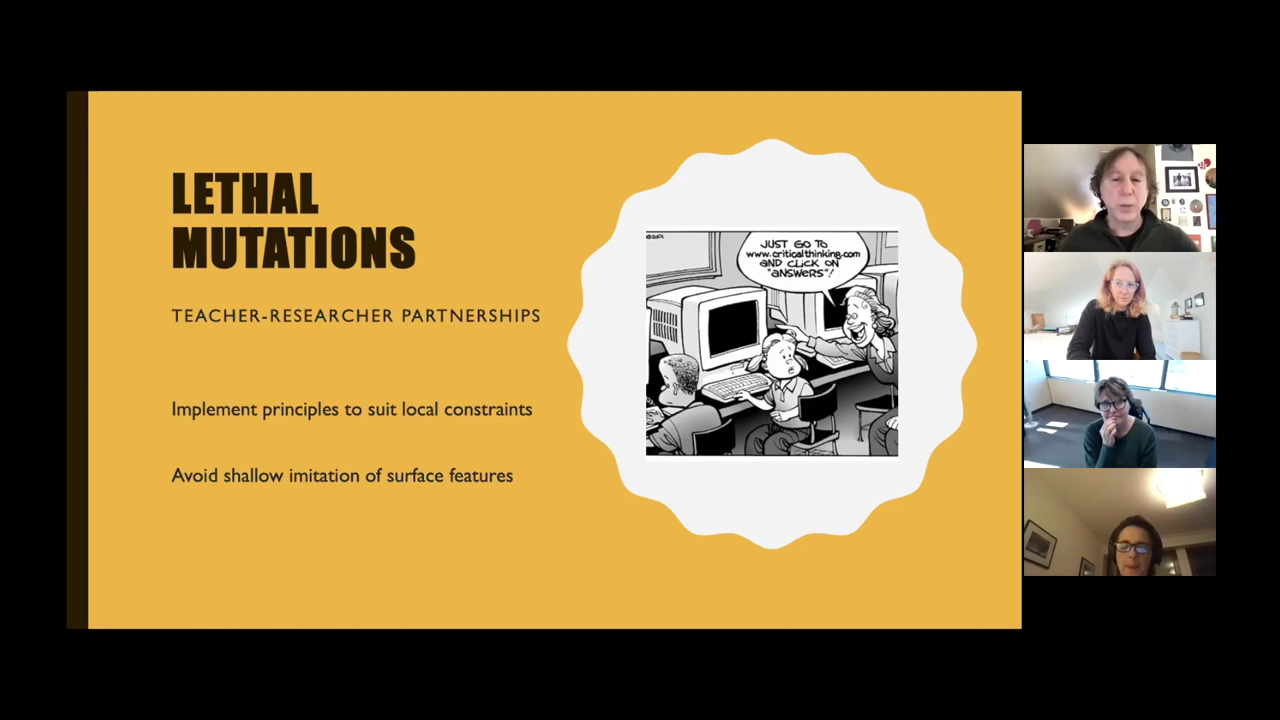 LETHAL
MUTATIONS
TEACHER-RESEARCHER PARTNERSHIPS
Implement principles to suit local constraints
Avoid shallow imitation of surface features
JUST GO TO
www.criticalthinking.com
AND CLICK ON
"ANSWERS"!